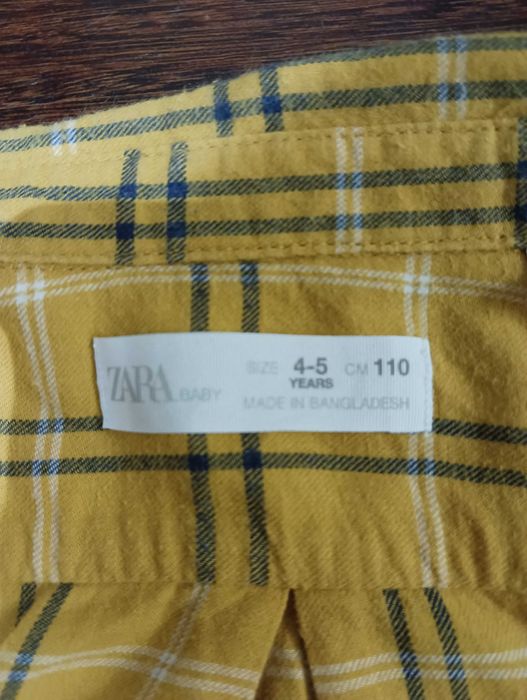 ZARA BABY
SIZE 4-5 YEARS CM 110
MADE IN BANGLADESH